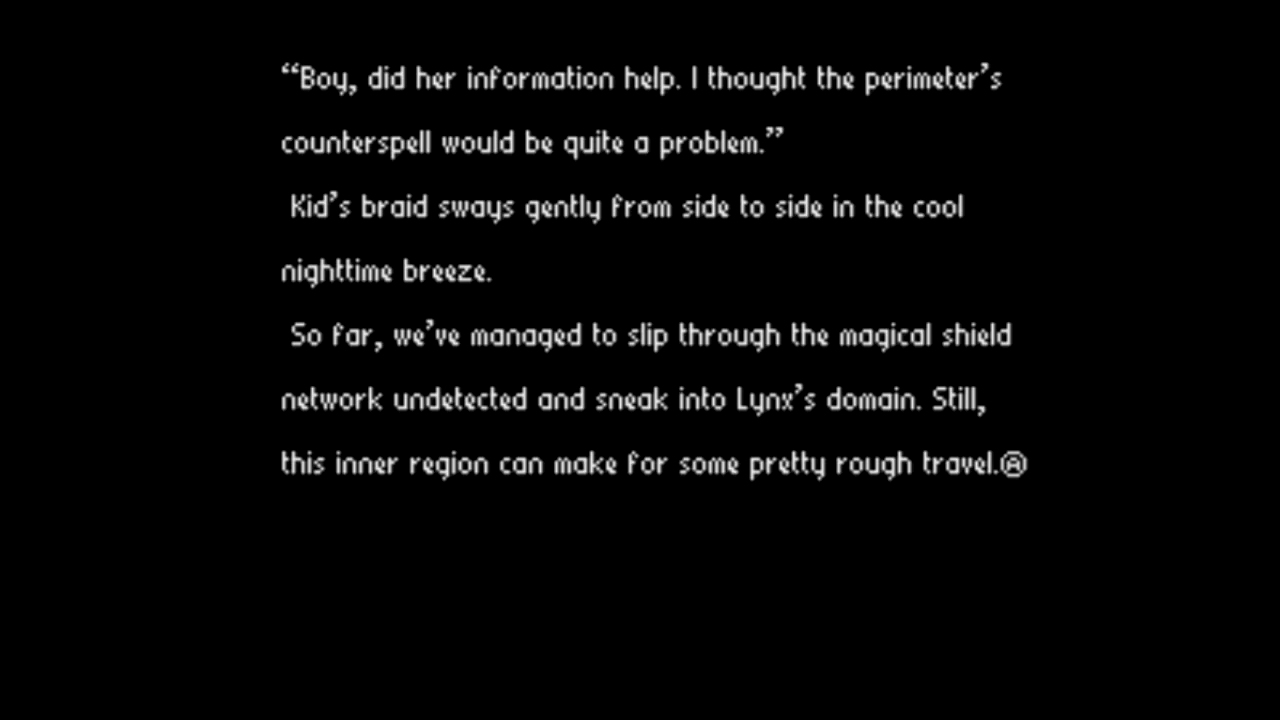 “Boy, did her information help. I thought the perimeter’s
counterspell would be quite a problem.”
Kid’s braid sways gently from side to side in the cool
nighttime breeze.
So far, we’ve managed to slip through the magical shield
network undetected and sneak into Lynx’s domain. Still,
this inner region can make for some pretty rough travel.Ⓐ